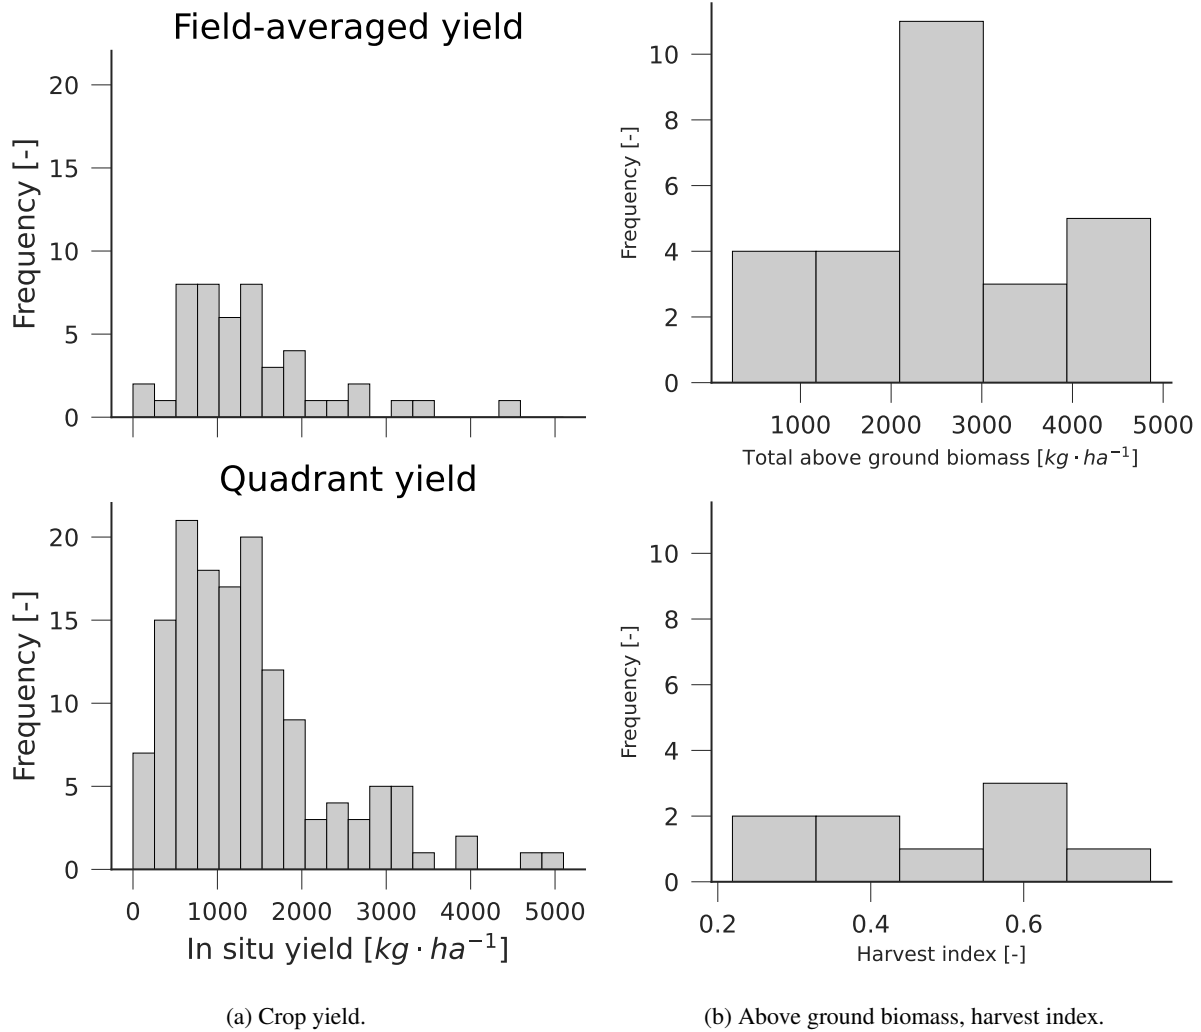 Field-averaged yield
Frequency [-]
20
15
10
5
0
Quadrant yield
Frequency [-]
20
15
10
5
0
0 1000 2000 3000 4000 5000
In situ yield [kg · ha⁻¹]
(a) Crop yield.
Frequency [-]
10
8
6
4
2
0
1000 2000 3000 4000 5000
Total above ground biomass [kg · ha⁻¹]
Frequency [-]
10
8
6
4
2
0
0.2 0.4 0.6
Harvest index [-]
(b) Above ground biomass, harvest index.